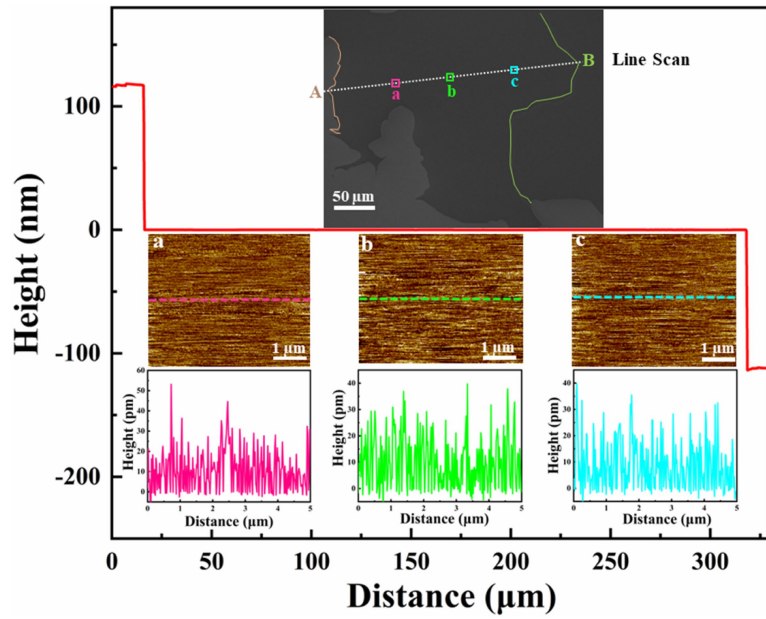 Height (nm)
100
0
-100
-200
0
50
100
150
200
250
300
Distance (μm)
A
B
Line Scan
a
b
c
50 μm
a
1 μm
b
1 μm
c
1 μm
Height (pm)
60
50
40
30
20
10
0
0
1
2
3
4
5
Distance (μm)
Height (pm)
40
30
20
10
0
0
1
2
3
4
5
Distance (μm)
Height (pm)
40
30
20
10
0
0
1
2
3
4
5
Distance (μm)